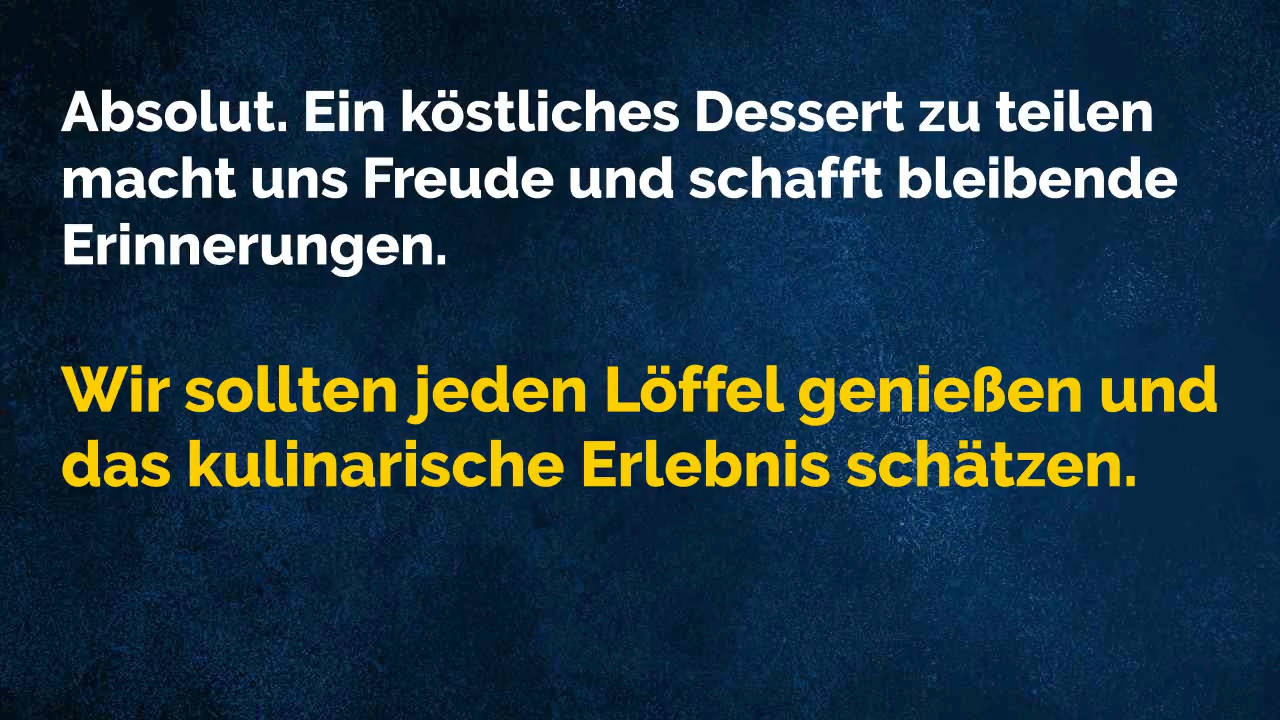 Absolut. Ein köstliches Dessert zu teilen
macht uns Freude und schafft bleibende
Erinnerungen.
Wir sollten jeden Löffel genießen und
das kulinarische Erlebnis schätzen.